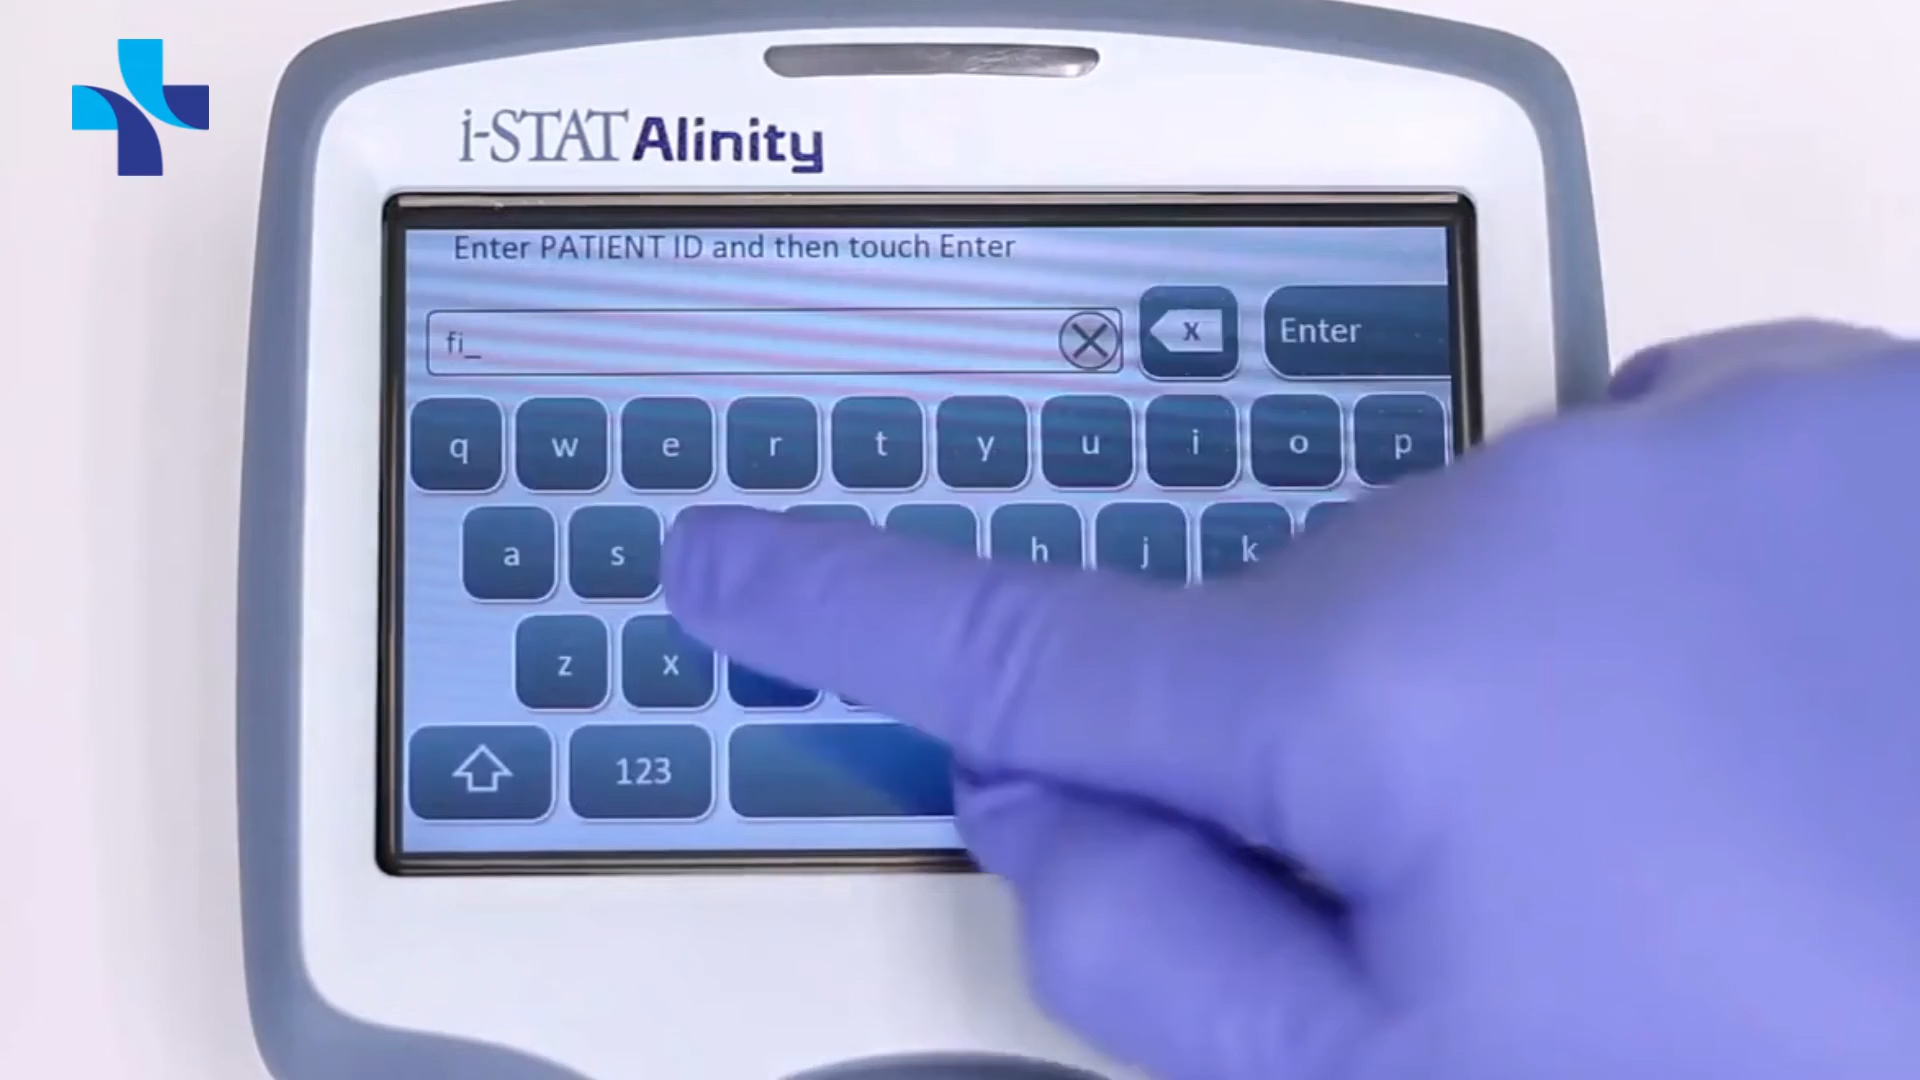 i-STAT Alinity
Enter PATIENT ID and then touch Enter
fi_
x
Enter
q w e r t y u i o p
a s h j k
z x
123